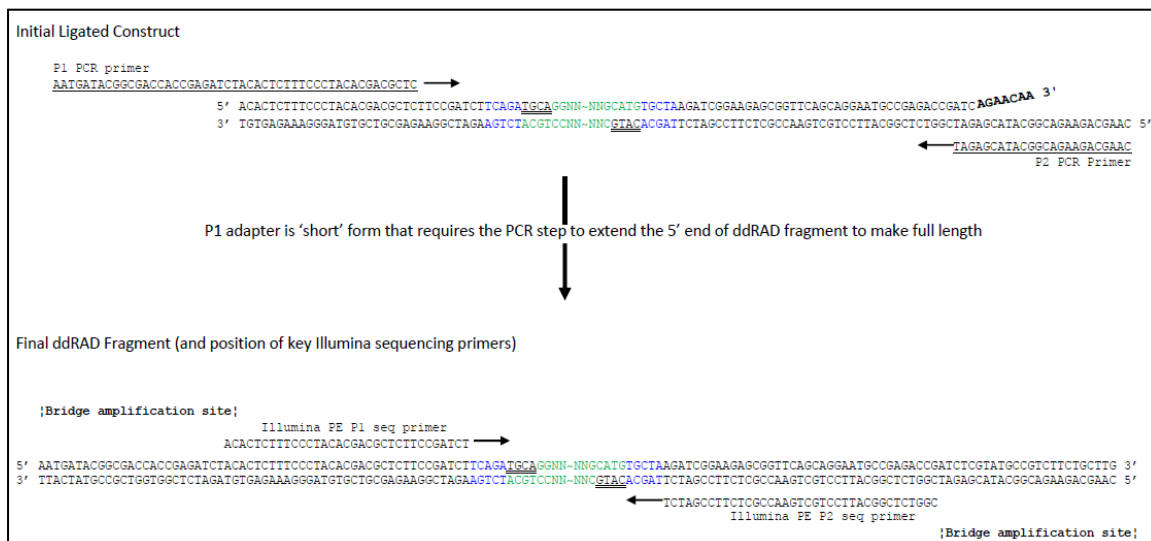 Initial Ligated Construct
P1 PCR primer
AATGATACGGCGACCACCGAGATCTACACTCTTTCCCTACACGACGCTC
5’ ACACTCTTTCCCTACACGACGCTCTTCCGATCTTCAGATGCAGGNN~NNGCATGTGCTAAGATCGGAAGAGCGGTTCAGCAGGAATGCCGAGACCGATCAGAACAA 3’
3’ TGTGAGAAAGGGATGTGCTGCGAGAAGGCTAGAAGTCTACGTCCNN~NNCGTACACGATTCTAGCCTTCTCGCCAAGTCGTCCTTACGGCTCTGGCTAGAGCATACGGCAGAAGACGAAC 5’
TAGAGCATACGGCAGAAGACGAAC
P2 PCR Primer
P1 adapter is ‘short’ form that requires the PCR step to extend the 5’ end of ddRAD fragment to make full length
Final ddRAD Fragment (and position of key Illumina sequencing primers)
¦Bridge amplification site¦
Illumina PE P1 seq primer
ACACTCTTTCCCTACACGACGCTCTTCCGATCT
5’ AATGATACGGCGACCACCGAGATCTACACTCTTTCCCTACACGACGCTCTTCCGATCTTCAGATGCAGGNN~NNGCATGTGCTAAGATCGGAAGAGCGGTTCAGCAGGAATGCCGAGACCGATCTCGTATGCCGTCTTCTGCTTG 3’
3’ TTACTATGCCGCTGGTGGCTCTAGATGTGAGAAAGGGATGTGCTGCGAGAAGGCTAGAAGTCTACGTCCNN~NNCGTACACGATTCTAGCCTTCTCGCCAAGTCGTCCTTACGGCTCTGGCTAGAGCATACGGCAGAAGACGAAC 5’
TCTAGCCTTCTCGCCAAGTCGTCCTTACGGCTCTGGC
Illumina PE P2 seq primer
¦Bridge amplification site¦